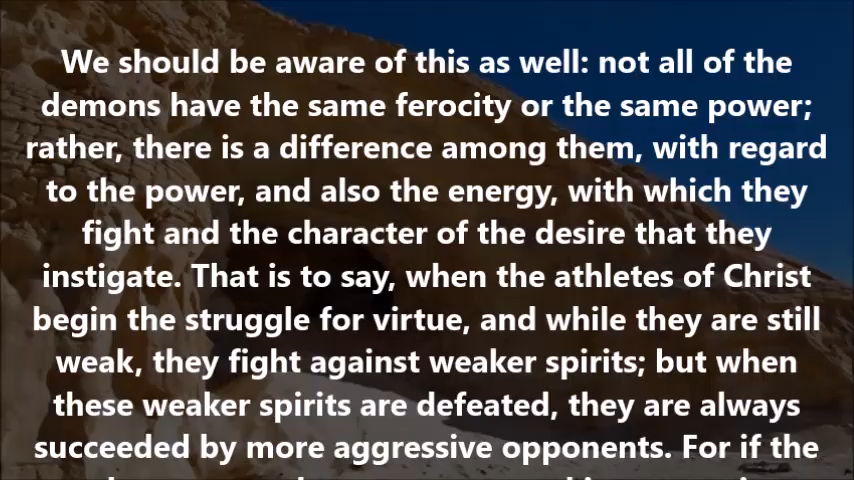 We should be aware of this as well: not all of the
demons have the same ferocity or the same power;
rather, there is a difference among them, with regard
to the power, and also the energy, with which they
fight and the character of the desire that they
instigate. That is to say, when the athletes of Christ
begin the struggle for virtue, and while they are still
weak, they fight against weaker spirits; but when
these weaker spirits are defeated, they are always
succeeded by more aggressive opponents. For if the